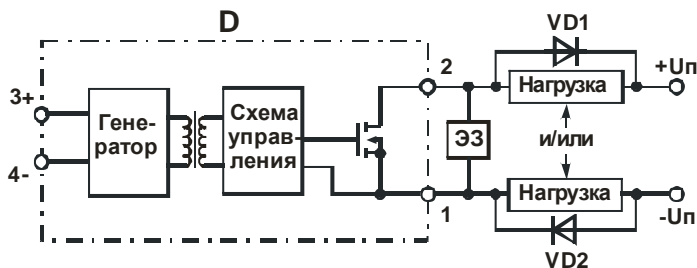 D
VD1
2
+Uп
3+
Гене-
ратор
Схема
управ-
ления
Нагрузка
ЭЗ
и/или
4-
Нагрузка
1
-Uп
VD2